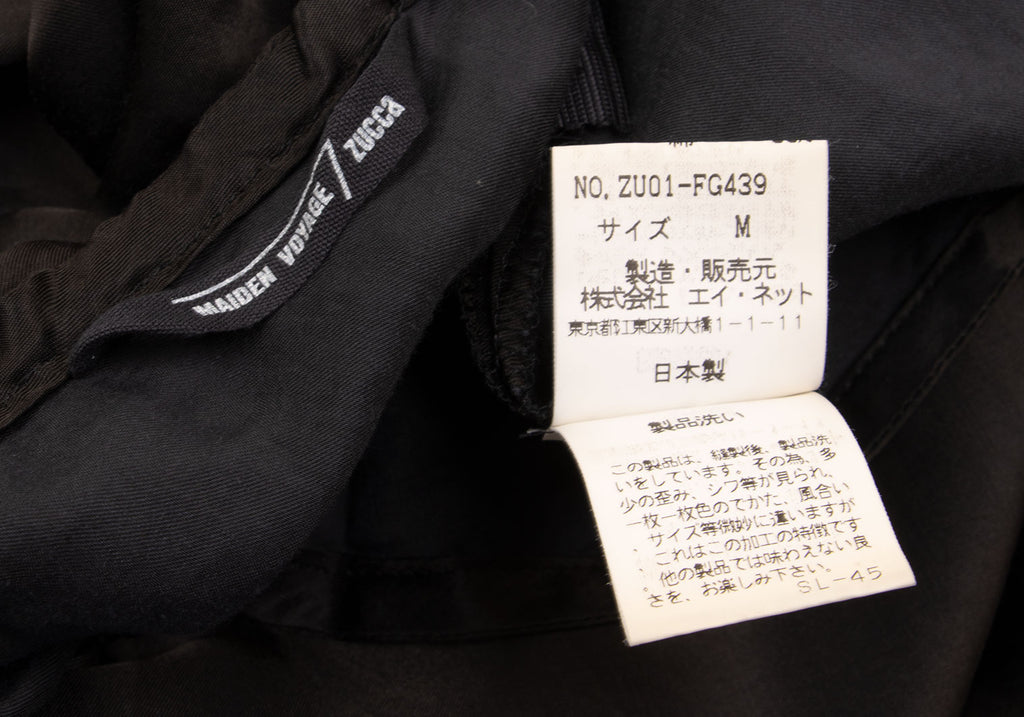 MAIDEN VOYAGE / ZUCCa
NO. ZU01-FG439
サイズ M
製造・販売元
株式会社 エイ・ネット
東京都江東区新大橋1-1-11
日本製
製品洗い
この製品は、縫製後、製品洗
いをしています。その為、多
少の歪み、シワ等が見られ、
一枚一枚色のでかた、風合い
サイズ等微妙に違いますが
、これはこの加工の特徴です
。他の製品では味わえない良
さを、お楽しみ下さい。
SL-45